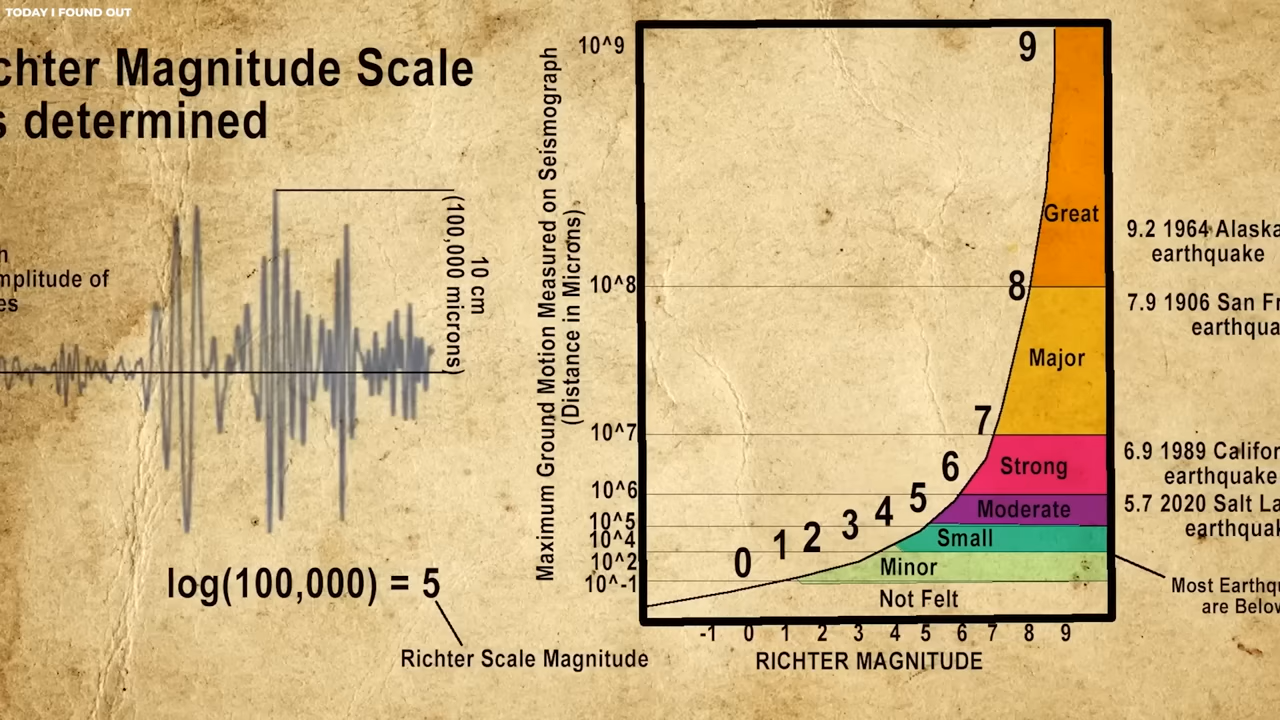 TODAY I FOUND OUT
chter Magnitude Scale
s determined
h
mplitude of
es
10 cm
(100,000 microns)
log(100,000) = 5
Richter Scale Magnitude
Maximum Ground Motion Measured on Seismograph
(Distance in Microns)
10^9
10^8
10^7
10^6
10^5
10^4
10^2
10^-1
9
8
7
6
5
4
3
2
1
0
Great
Major
Strong
Moderate
Small
Minor
Not Felt
-1 0 1 2 3 4 5 6 7 8 9
RICHTER MAGNITUDE
9.2 1964 Alaska
earthquake
7.9 1906 San Fr
earthqua
6.9 1989 Califor
earthquake
5.7 2020 Salt La
earthquak
Most Earthqu
are Below